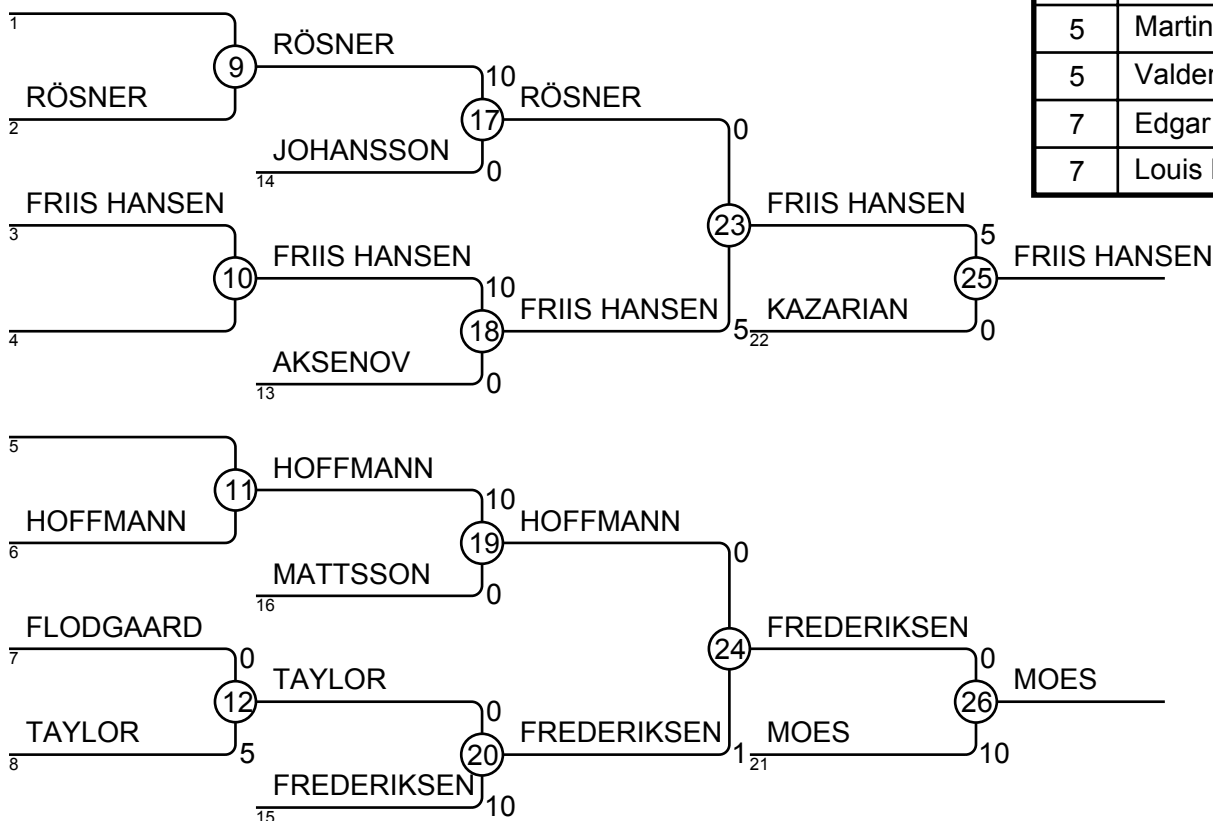 1
5 Martin
RÖSNER
9
5 Valder
10
RÖSNER
RÖSNER
17
7 Edgar
2
0
JOHANSSON
14
0
7 Louis
FRIIS HANSEN
FRIIS HANSEN
3
23
5
FRIIS HANSEN
FRIIS HANSEN
10
10
25
FRIIS HANSEN
5
KAZARIAN
4
18
22
0
AKSENOV
13
0
5
HOFFMANN
11
10
HOFFMANN
HOFFMANN
6
19
0
MATTSSON
16
0
FLODGAARD
FREDERIKSEN
7
0
24
0
TAYLOR
MOES
12
0
26
TAYLOR
FREDERIKSEN
MOES
8
5
20
1
21
10
FREDERIKSEN
15
10